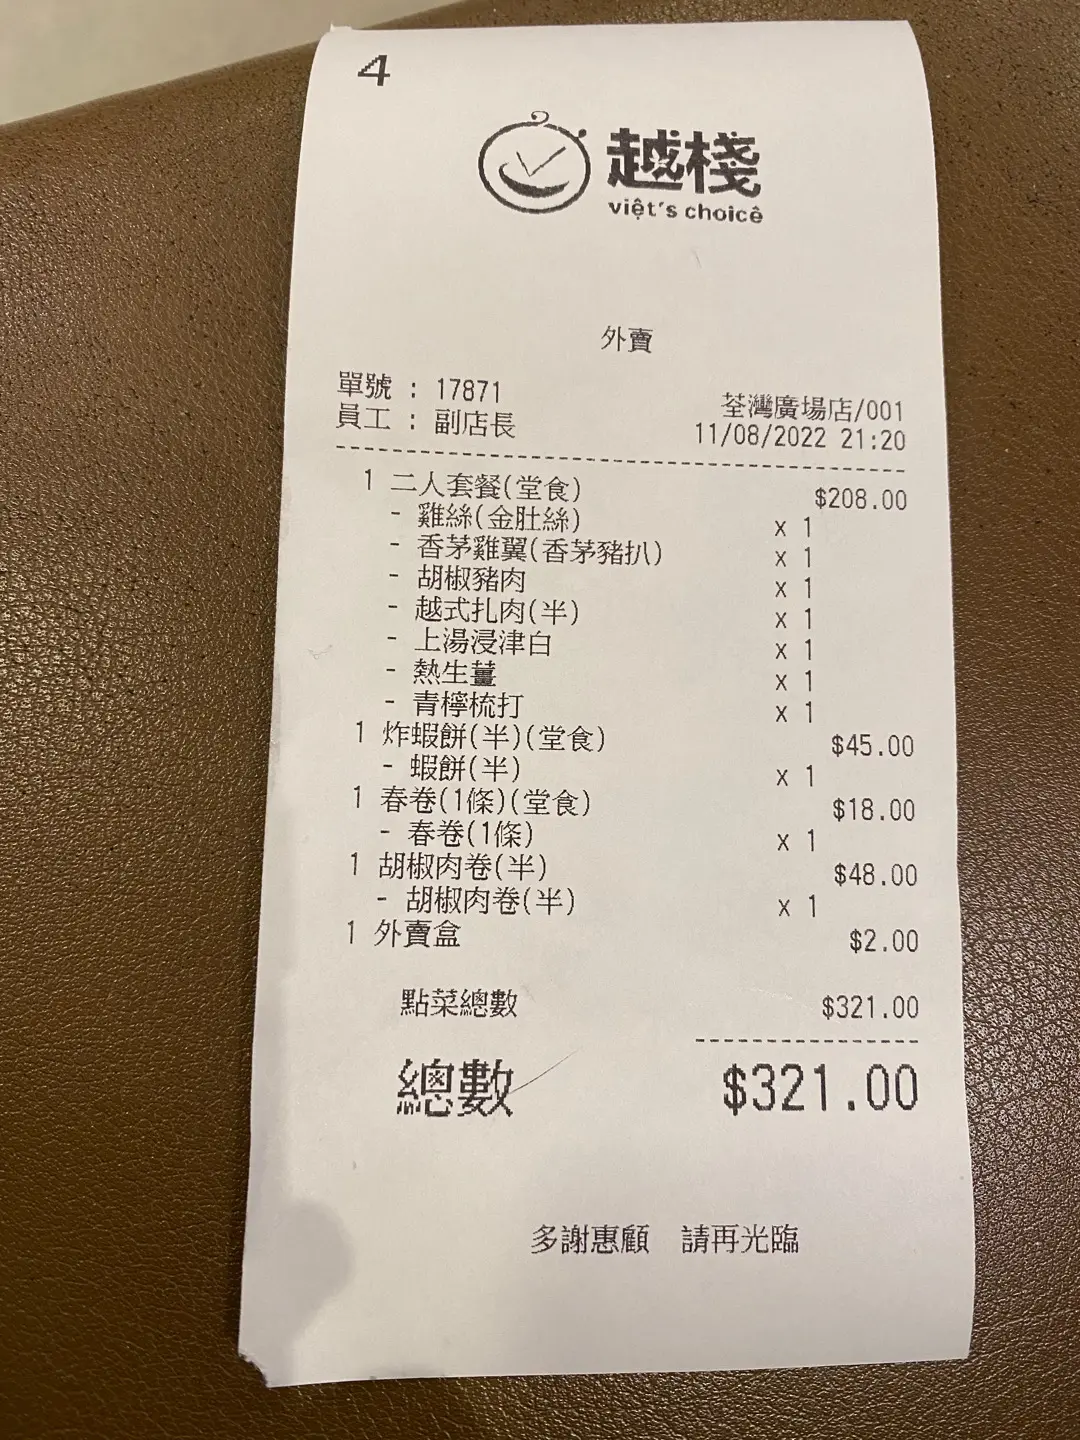 4
越棧
việt's choicê
外賣
單號 : 17871
荃灣廣場店/001
員工 : 副店長
11/08/2022 21:20
1 二人套餐(堂食) $208.00
- 雞絲(金肚絲) x 1
- 香茅雞翼(香茅豬扒) x 1
- 胡椒豬肉 x 1
- 越式扎肉(半) x 1
- 上湯浸津白 x 1
- 熱生薑 x 1
- 青檸梳打 x 1
1 炸蝦餅(半)(堂食) $45.00
- 蝦餅(半) x 1
1 春卷(1條)(堂食) $18.00
- 春卷(1條) x 1
1 胡椒肉卷(半) $48.00
- 胡椒肉卷(半) x 1
1 外賣盒 $2.00
點菜總數 $321.00
總數 $321.00
多謝惠顧 請再光臨